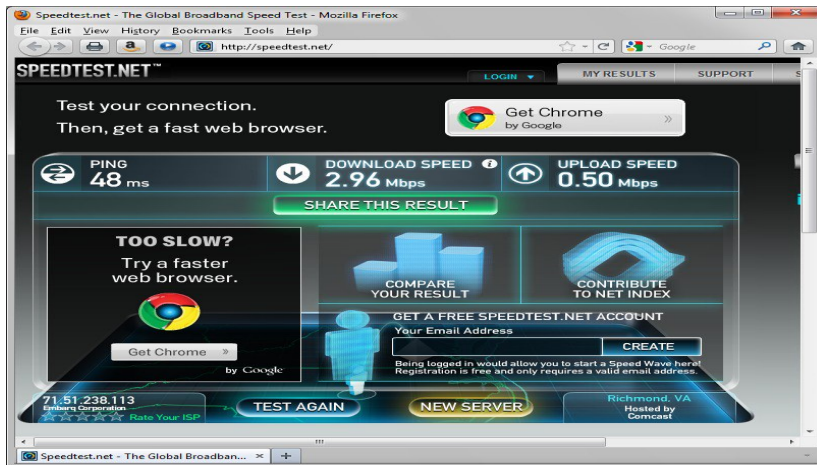 Speedtest.net - The Global Broadband Speed Test - Mozilla Firefox
File Edit View History Bookmarks Tools Help
http://speedtest.net/
Google
SPEEDTEST.NET™
LOGIN
MY RESULTS
SUPPORT
S
Test your connection.
Then, get a fast web browser.
Get Chrome
by Google
PING
48 ms
DOWNLOAD SPEED
2.96 Mbps
UPLOAD SPEED
0.50 Mbps
SHARE THIS RESULT
TOO SLOW?
Try a faster
web browser.
Get Chrome
by Google
COMPARE
YOUR RESULT
CONTRIBUTE
TO NET INDEX
GET A FREE SPEEDTEST.NET ACCOUNT
Your Email Address
CREATE
Being logged in would allow you to start a Speed Wave here!
Registration is free and only requires a valid email address.
71.51.238.113
Embarq Corporation
Rate Your ISP
TEST AGAIN
NEW SERVER
Richmond, VA
Hosted by
Comcast
Speedtest.net - The Global Broadban...